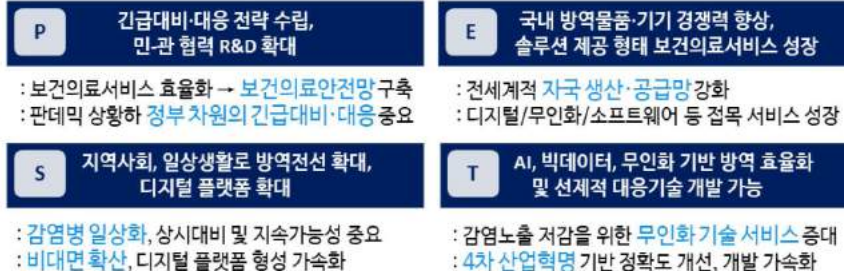 P
긴급대비·대응 전략 수립,
민-관 협력 R&D 확대
: 보건의료서비스 효율화 → 보건의료안전망 구축
: 판데믹 상황하 정부 차원의 긴급대비·대응 중요
E
국내 방역물품·기기 경쟁력 향상,
솔루션 제공 형태 보건의료서비스 성장
: 전세계적 자국 생산·공급망 강화
: 디지털/무인화/소프트웨어 등 접목 서비스 성장
S
지역사회, 일상생활로 방역전선 확대,
디지털 플랫폼 확대
: 감염병 일상화, 상시대비 및 지속가능성 중요
: 비대면 확산, 디지털 플랫폼 형성 가속화
T
AI, 빅데이터, 무인화 기반 방역 효율화
및 선제적 대응기술 개발 가능
: 감염노출 저감을 위한 무인화 기술 서비스 증대
: 4차 산업혁명 기반 정확도 개선, 개발 가속화